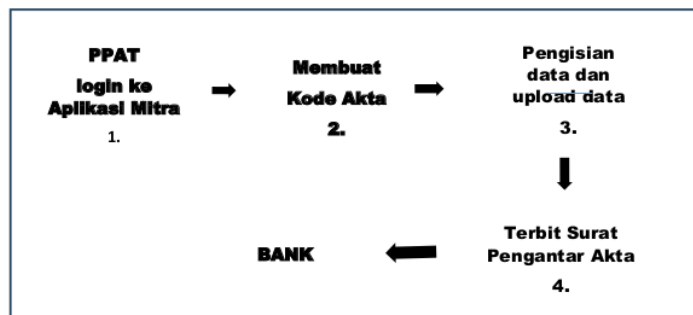 PPAT
login ke
Aplikasi Mitra
1.
Membuat
Kode Akta
2.
Pengisian
data dan
upload data
3.
Terbit Surat
Pengantar Akta
4.
BANK